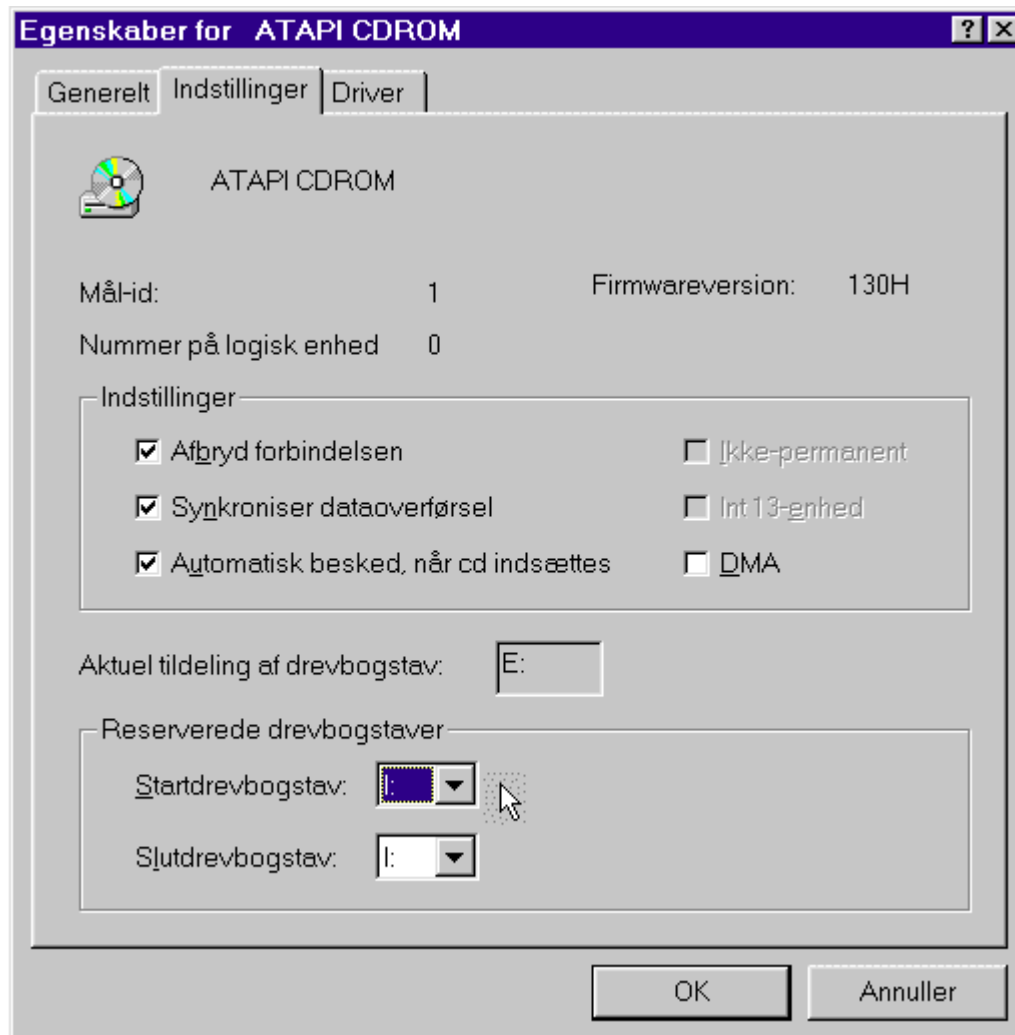 Egenskaber for ATAPI CDROM
Generelt Indstillinger Driver
ATAPI CDROM
Mål-id: 1 Firmwareversion: 130H
Nummer på logisk enhed 0
Indstillinger
Afbryd forbindelsen Ikke-permanent
Synkroniser dataoverførsel Int 13-enhed
Automatisk besked, når cd indsættes DMA
Aktuel tildeling af drevbogstav: E:
Reserverede drevbogstaver
Startdrevbogstav: I:
Slutdrevbogstav: I:
OK Annuller